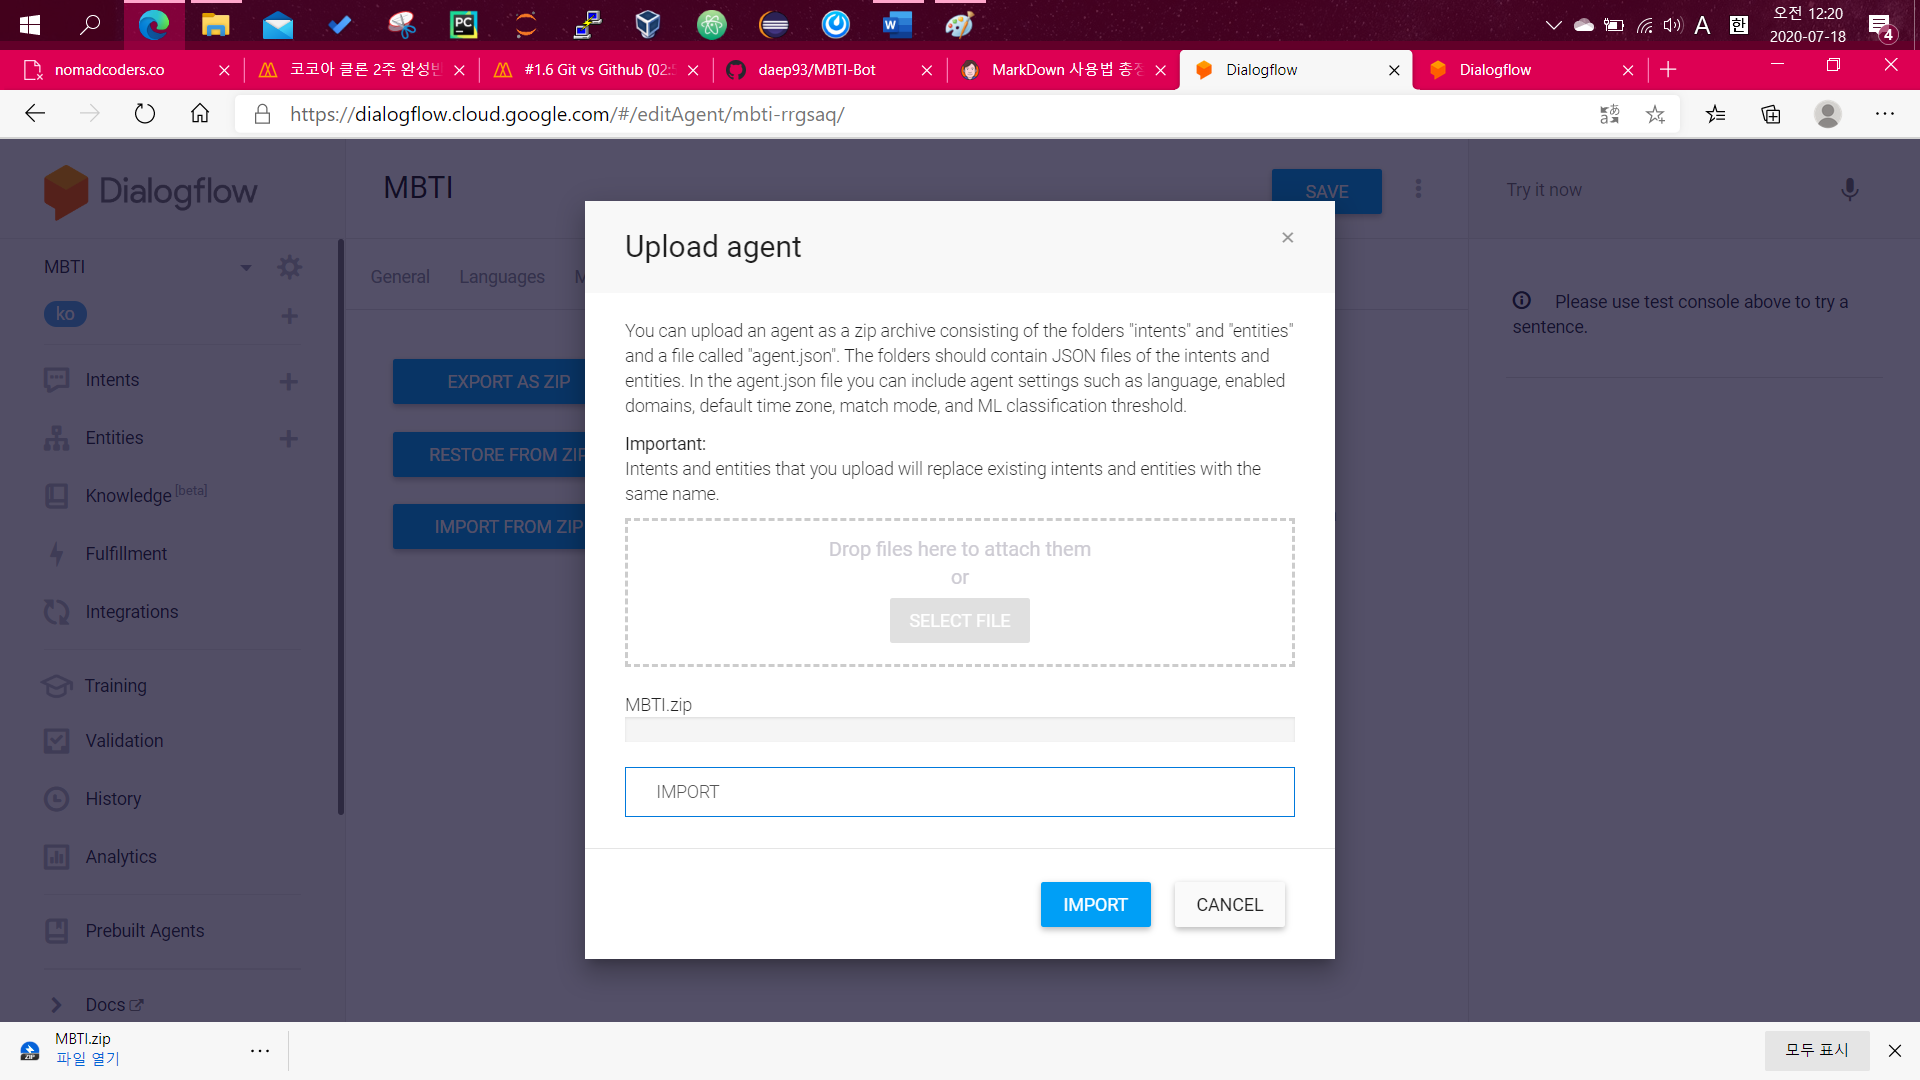 오전 12:20
2020-07-18
A
한
4
nomadcoders.co
코코아 클론 2주 완성반
#1.6 Git vs Github (02:5
daep93/MBTI-Bot
MarkDown 사용법 총정
Dialogflow
Dialogflow
https://dialogflow.cloud.google.com/#/editAgent/mbti-rrgsaq/
Dialogflow
MBTI
SAVE
Try it now
MBTI
ko
General
Languages
M
Please use test console above to try a
sentence.
Intents
Entities
Knowledge [beta]
Fulfillment
Integrations
Training
Validation
History
Analytics
Prebuilt Agents
Docs
EXPORT AS ZIP
RESTORE FROM ZIP
IMPORT FROM ZIP
Upload agent
You can upload an agent as a zip archive consisting of the folders "intents" and "entities"
and a file called "agent.json". The folders should contain JSON files of the intents and
entities. In the agent.json file you can include agent settings such as language, enabled
domains, default time zone, match mode, and ML classification threshold.
Important:
Intents and entities that you upload will replace existing intents and entities with the
same name.
Drop files here to attach them
or
SELECT FILE
MBTI.zip
IMPORT
IMPORT
CANCEL
MBTI.zip
파일 열기
모두 표시